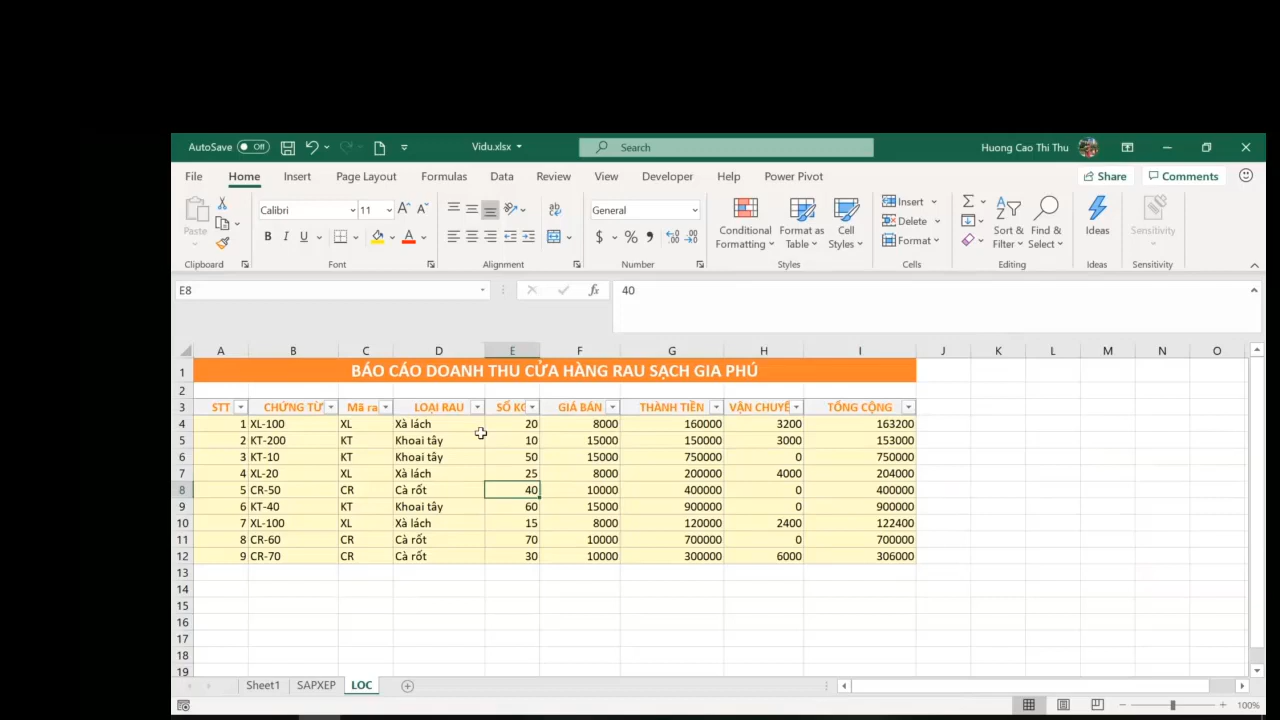 AutoSave Off Vidu.xlsx Search Huong Cao Thi Thu
File Home Insert Page Layout Formulas Data Review View Developer Help Power Pivot Share Comments
Paste Calibri 11 General Conditional Formatting Format as Table Cell Styles Insert Delete Format Sort & Filter Find & Select Ideas Sensitivity
Clipboard Font Alignment Number Styles Cells Editing Ideas Sensitivity
E8 fx 40
A B C D E F G H I J K L M N O
1 BÁO CÁO DOANH THU CỬA HÀNG RAU SẠCH GIA PHÚ
2
3 STT CHỨNG TỪ Mã ra LOẠI RAU SỐ KG GIÁ BÁN THÀNH TIỀN VẬN CHUYỂ TỔNG CỘNG
4 1 XL-100 XL Xà lách 20 8000 160000 3200 163200
5 2 KT-200 KT Khoai tây 10 15000 150000 3000 153000
6 3 KT-10 KT Khoai tây 50 15000 750000 0 750000
7 4 XL-20 XL Xà lách 25 8000 200000 4000 204000
8 5 CR-50 CR Cà rốt 40 10000 400000 0 400000
9 6 KT-40 KT Khoai tây 60 15000 900000 0 900000
10 7 XL-100 XL Xà lách 15 8000 120000 2400 122400
11 8 CR-60 CR Cà rốt 70 10000 700000 0 700000
12 9 CR-70 CR Cà rốt 30 10000 300000 6000 306000
13
14
15
16
17
18
19
Sheet1 SAPXEP LOC
100%